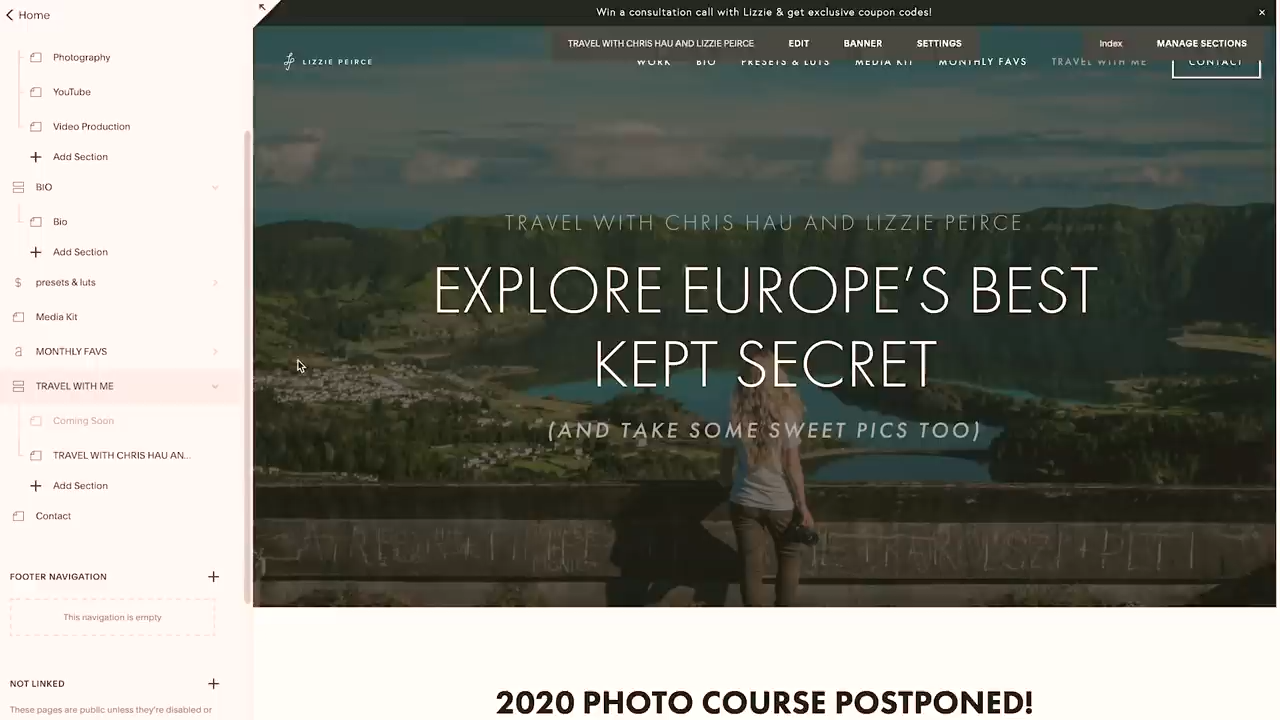 Home
Photography
YouTube
Video Production
Add Section
BIO
Bio
Add Section
presets & luts
Media Kit
MONTHLY FAVS
TRAVEL WITH ME
Coming Soon
TRAVEL WITH CHRIS HAU AN...
Add Section
Contact
FOOTER NAVIGATION
This navigation is empty
NOT LINKED
These pages are public unless they're disabled or
Win a consultation call with Lizzie & get exclusive coupon codes!
TRAVEL WITH CHRIS HAU AND LIZZIE PEIRCE EDIT BANNER SETTINGS Index MANAGE SECTIONS
LIZZIE PEIRCE WORK BIO PRESETS & LUTS MEDIA KIT MONTHLY FAVS TRAVEL WITH ME CONTACT
TRAVEL WITH CHRIS HAU AND LIZZIE PEIRCE
EXPLORE EUROPE'S BEST
KEPT SECRET
(AND TAKE SOME SWEET PICS TOO)
2020 PHOTO COURSE POSTPONED!